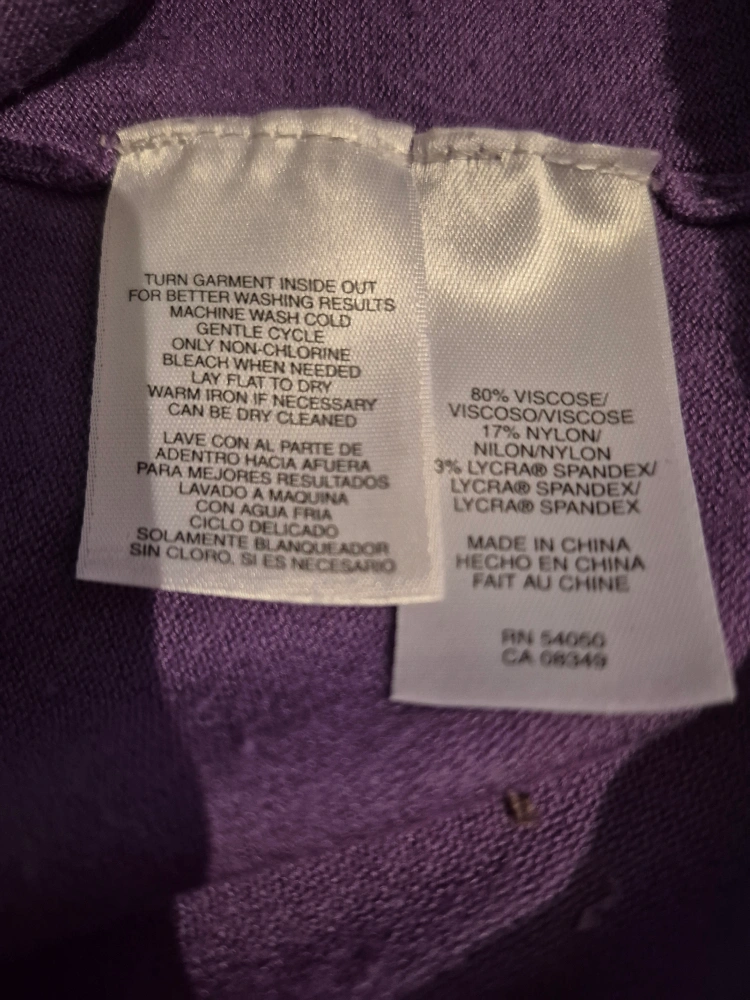 TURN GARMENT INSIDE OUT
FOR BETTER WASHING RESULTS
MACHINE WASH COLD
GENTLE CYCLE
ONLY NON-CHLORINE
BLEACH WHEN NEEDED
LAY FLAT TO DRY
WARM IRON IF NECESSARY
CAN BE DRY CLEANED
LAVE CON AL PARTE DE
ADENTRO HACIA AFUERA
PARA MEJORES RESULTADOS
LAVADO A MAQUINA
CON AGUA FRIA
CICLO DELICADO
SOLAMENTE BLANQUEADOR
SIN CLORO. SI ES NECESARIO
80% VISCOSE/
VISCOSO/VISCOSE
17% NYLON/
NILON/NYLON
3% LYCRA® SPANDEX/
LYCRA® SPANDEX/
LYCRA® SPANDEX
MADE IN CHINA
HECHO EN CHINA
FAIT AU CHINE
RN 54050
CA 08349